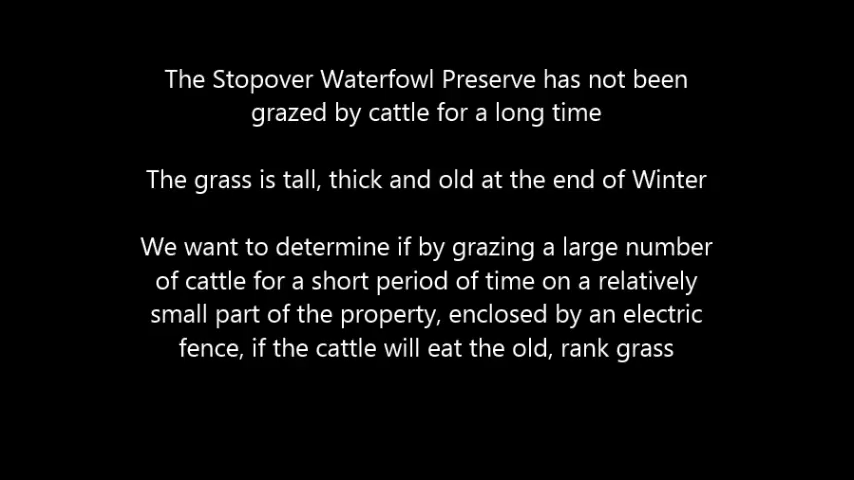 The Stopover Waterfowl Preserve has not been
grazed by cattle for a long time
The grass is tall, thick and old at the end of Winter
We want to determine if by grazing a large number
of cattle for a short period of time on a relatively
small part of the property, enclosed by an electric
fence, if the cattle will eat the old, rank grass